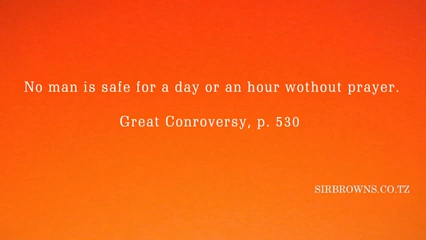 No man is safe for a day or an hour wothout prayer.
Great Conroversy, p. 530
SIRBROWNS.CO.TZ